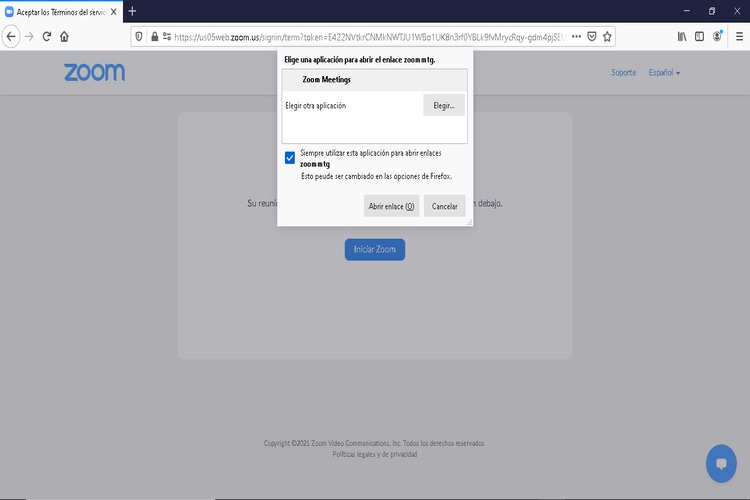 Aceptar los Términos del servic
https://us05web.zoom.us/signin/term?token=
Elige una aplicación para abrir el enlace zoommtg.
Zoom Meetings
Elegir otra aplicación Elegir...
Siempre utilizar esta aplicación para abrir enlaces
zoommtg
Esto peude ser cambiado en las opciones de Firefox.
Abrir enlace (O) Cancelar
zoom Soporte Español
Su reuni debajo.
Iniciar Zoom
Copyright ©2021 Zoom Video Communications, Inc. Todos los derechos reservados.
Políticas legales y de privacidad